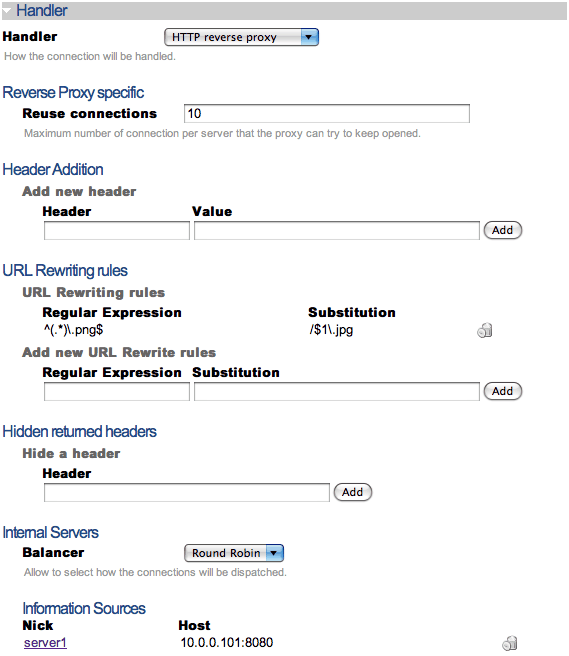 Handler
Handler HTTP reverse proxy
How the connection will be handled.
Reverse Proxy specific
Reuse connections 10
Maximum number of connection per server that the proxy can try to keep opened.
Header Addition
Add new header
Header Value
Add
URL Rewriting rules
URL Rewriting rules
Regular Expression Substitution
^(.*)\.png$ /$1\.jpg
Add new URL Rewrite rules
Regular Expression Substitution
Add
Hidden returned headers
Hide a header
Header
Add
Internal Servers
Balancer Round Robin
Allow to select how the connections will be dispatched.
Information Sources
Nick Host
server1 10.0.0.101:8080